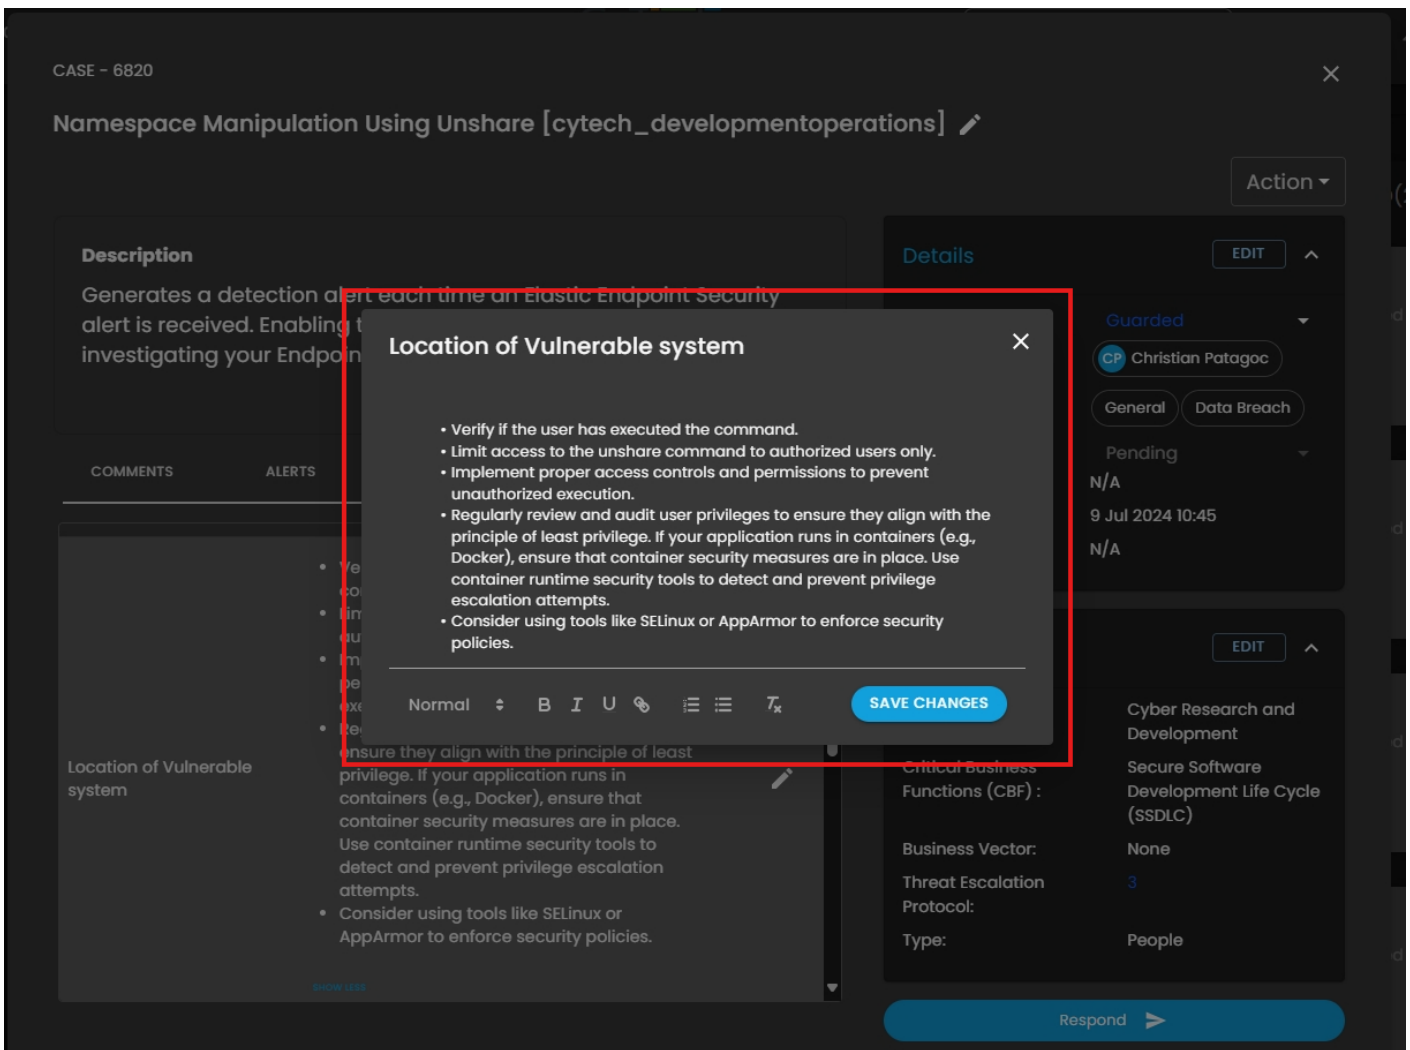 CASE - 6820
Namespace Manipulation Using Unshare [cytech_developmentoperations]
Action
Description
Generates a detection alert each time an Elastic Endpoint Security
alert is received. Enabling
investigating your
Details
EDIT
Guarded
CP Christian Patagoc
General Data Breach
Pending
N/A
9 Jul 2024 10:45
N/A
COMMENTS ALERTS
Location of Vulnerable system
• Verify if the user has executed the command.
• Limit access to the unshare command to authorized users only.
• Implement proper access controls and permissions to prevent
unauthorized execution.
• Regularly review and audit user privileges to ensure they align with the
principle of least privilege. If your application runs in containers (e.g.,
Docker), ensure that container security measures are in place. Use
container runtime security tools to detect and prevent privilege
escalation attempts.
• Consider using tools like SELinux or AppArmor to enforce security
policies.
Normal B I U
SAVE CHANGES
Location of Vulnerable
system
ensure they align with the principle of least
privilege. If your application runs in
containers (e.g., Docker), ensure that
container security measures are in place.
Use container runtime security tools to
detect and prevent privilege escalation
attempts.
• Consider using tools like SELinux or
AppArmor to enforce security policies.
SHOW LESS
EDIT
Cyber Research and
Development
Critical Business
Functions (CBF) :
Secure Software
Development Life Cycle
(SSDLC)
Business Vector: None
Threat Escalation
Protocol:
3
Type: People
Respond